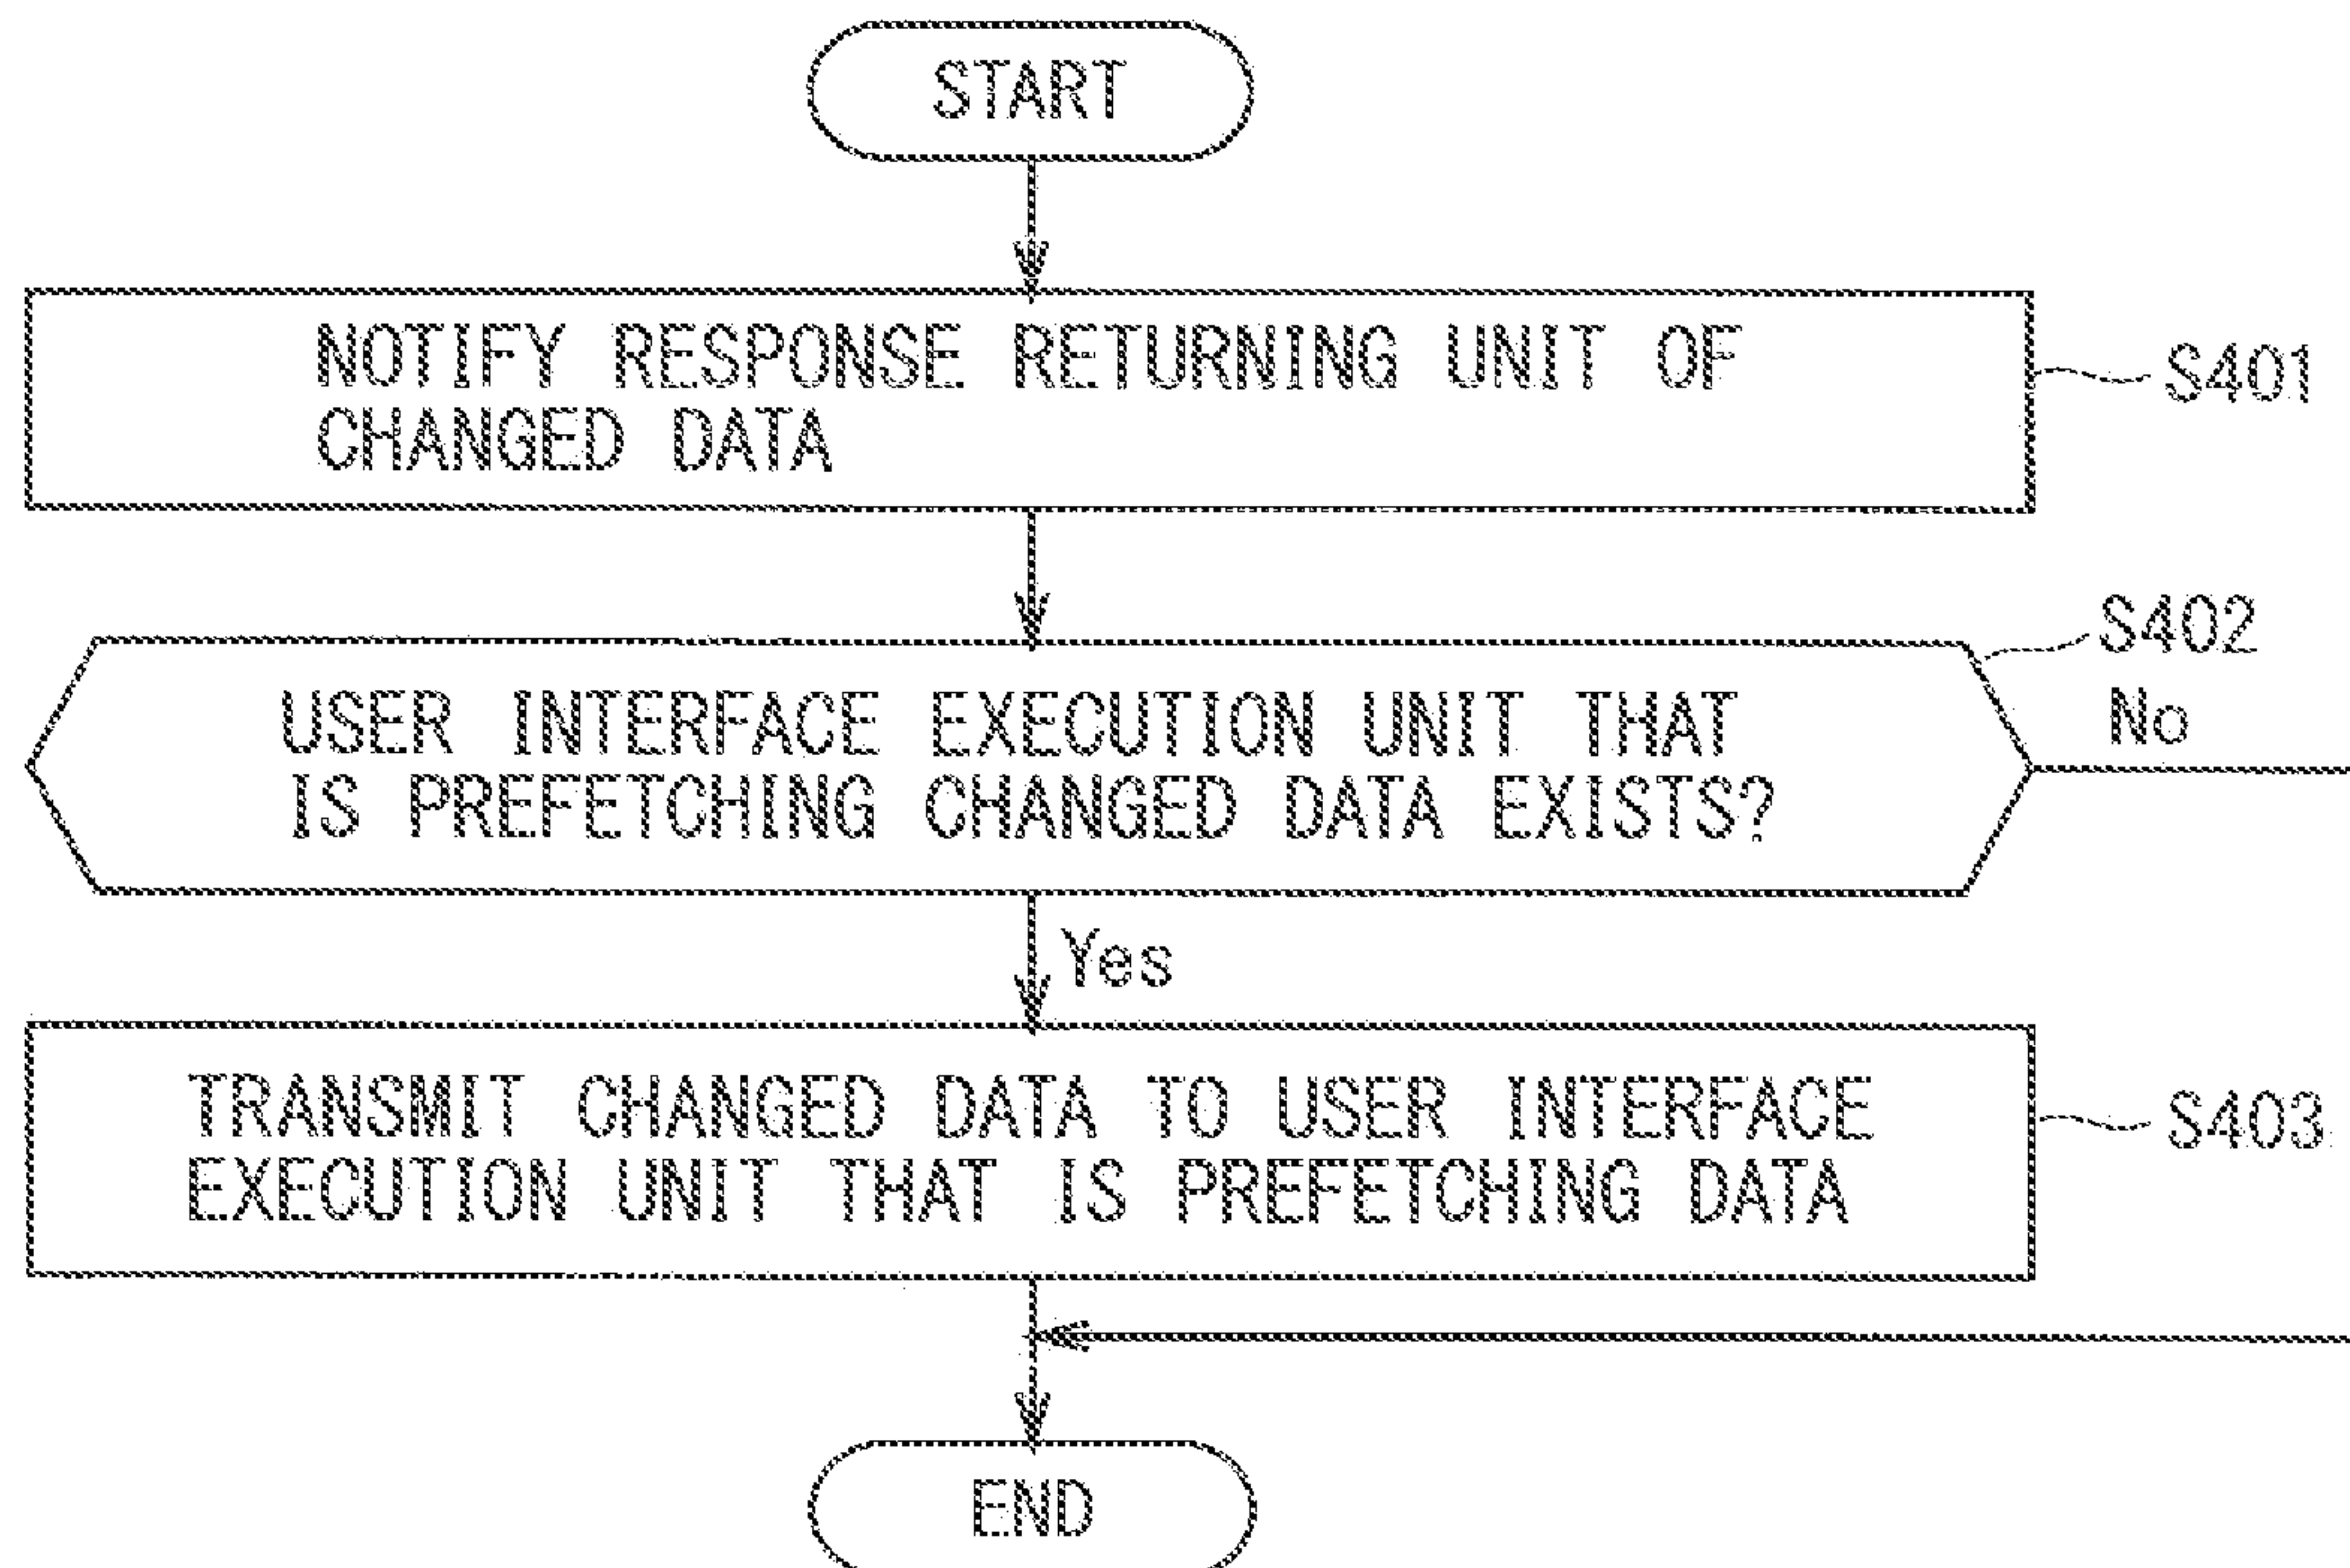 START
NOTIFY RESPONSE RETURNING UNIT OF
CHANGED DATA
S401
S402
No
USER INTERFACE EXECUTION UNIT THAT
IS PREFETCHING CHANGED DATA EXISTS?
Yes
TRANSMIT CHANGED DATA TO USER INTERFACE
EXECUTION UNIT THAT IS PREFETCHING DATA
S403
END